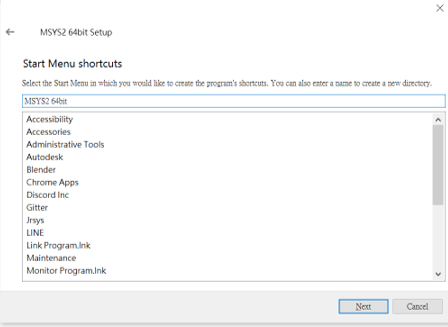 MSYS2 64bit Setup
Start Menu shortcuts
Select the Start Menu in which you would like to create the program's shortcuts. You can also enter a name to create a new directory.
MSYS2 64bit
Accessibility
Accessories
Administrative Tools
Autodesk
Blender
Chrome Apps
Discord Inc
Gitter
Jrsys
LINE
Link Program.lnk
Maintenance
Monitor Program.lnk
Next
Cancel